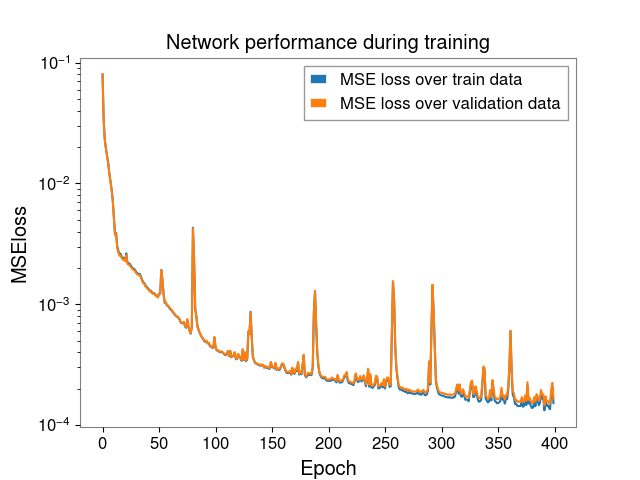 Network performance during training
MSE loss over train data
MSE loss over validation data
MSEloss
10⁻¹
10⁻²
10⁻³
10⁻⁴
0 50 100 150 200 250 300 350 400
Epoch